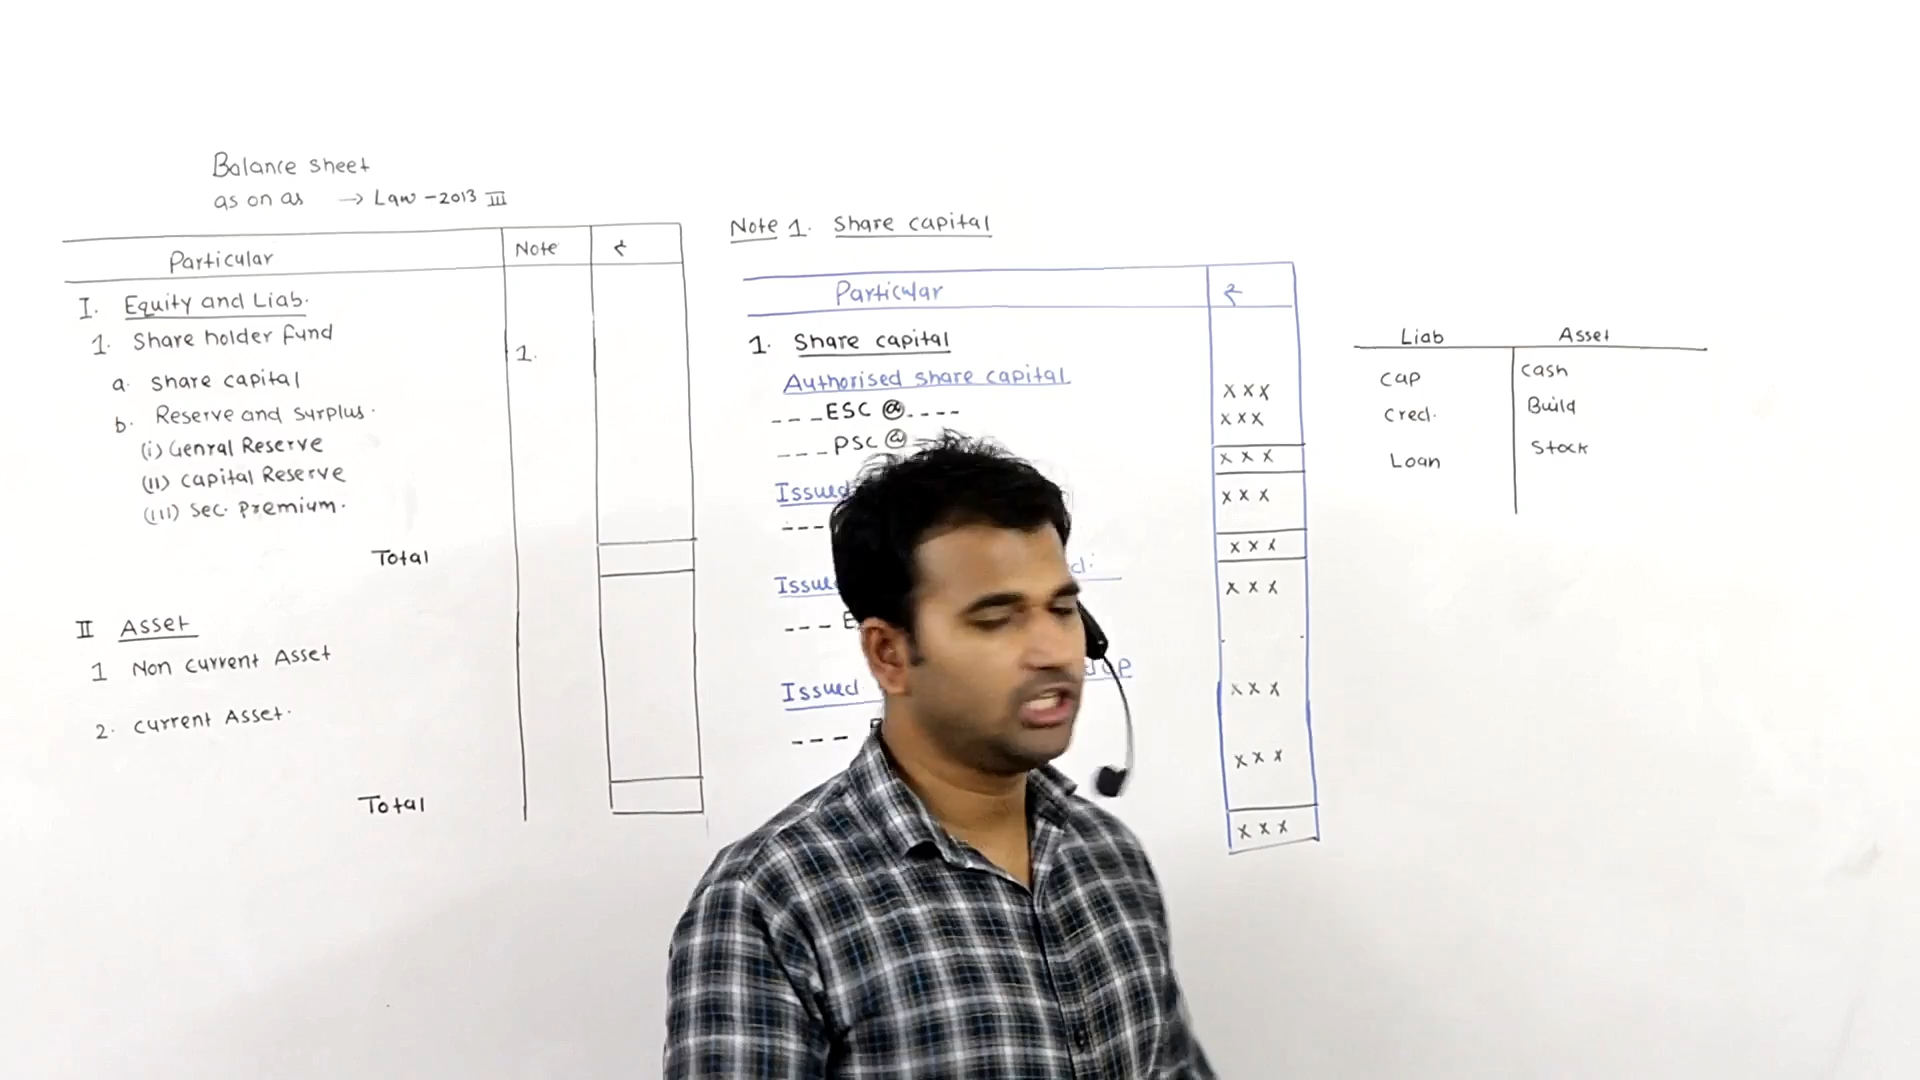 Balance sheet
as on as → Law - 2013 III
Particular Note ₹
I. Equity and Liab.
1. Share holder fund
1.
a. share capital
b. Reserve and surplus.
(i) Genral Reserve
(ii) capital Reserve
(iii) Sec. Premium.
Total
II Asset
1 Non current Asset
2. current Asset.
Total
Note 1. Share capital
Particular ₹
1. Share capital
Authorised share capital
---ESC @---- xxx
---PSC @ xxx
xxx
Issued xxx
---
xxx
Issue d. xxx
--- E
Issued up xxx
---
xxx
xxx
Liab Asset
cap cash
cred. Build
Loan Stock